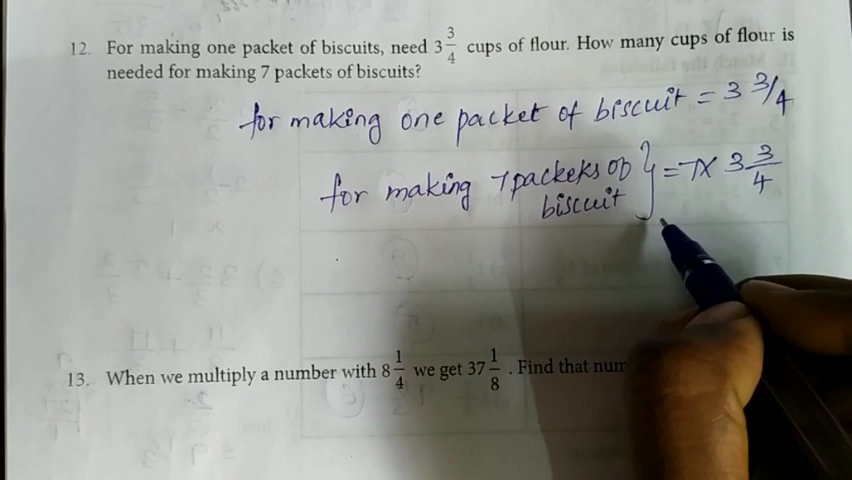 12. For making one packet of biscuits, need 3 3/4 cups of flour. How many cups of flour is
needed for making 7 packets of biscuits?
for making one packet of biscuit = 3 3/4
for making 7 packets of
biscuit } = 7 x 3 3/4
13. When we multiply a number with 8 1/4 we get 37 1/8 . Find that num